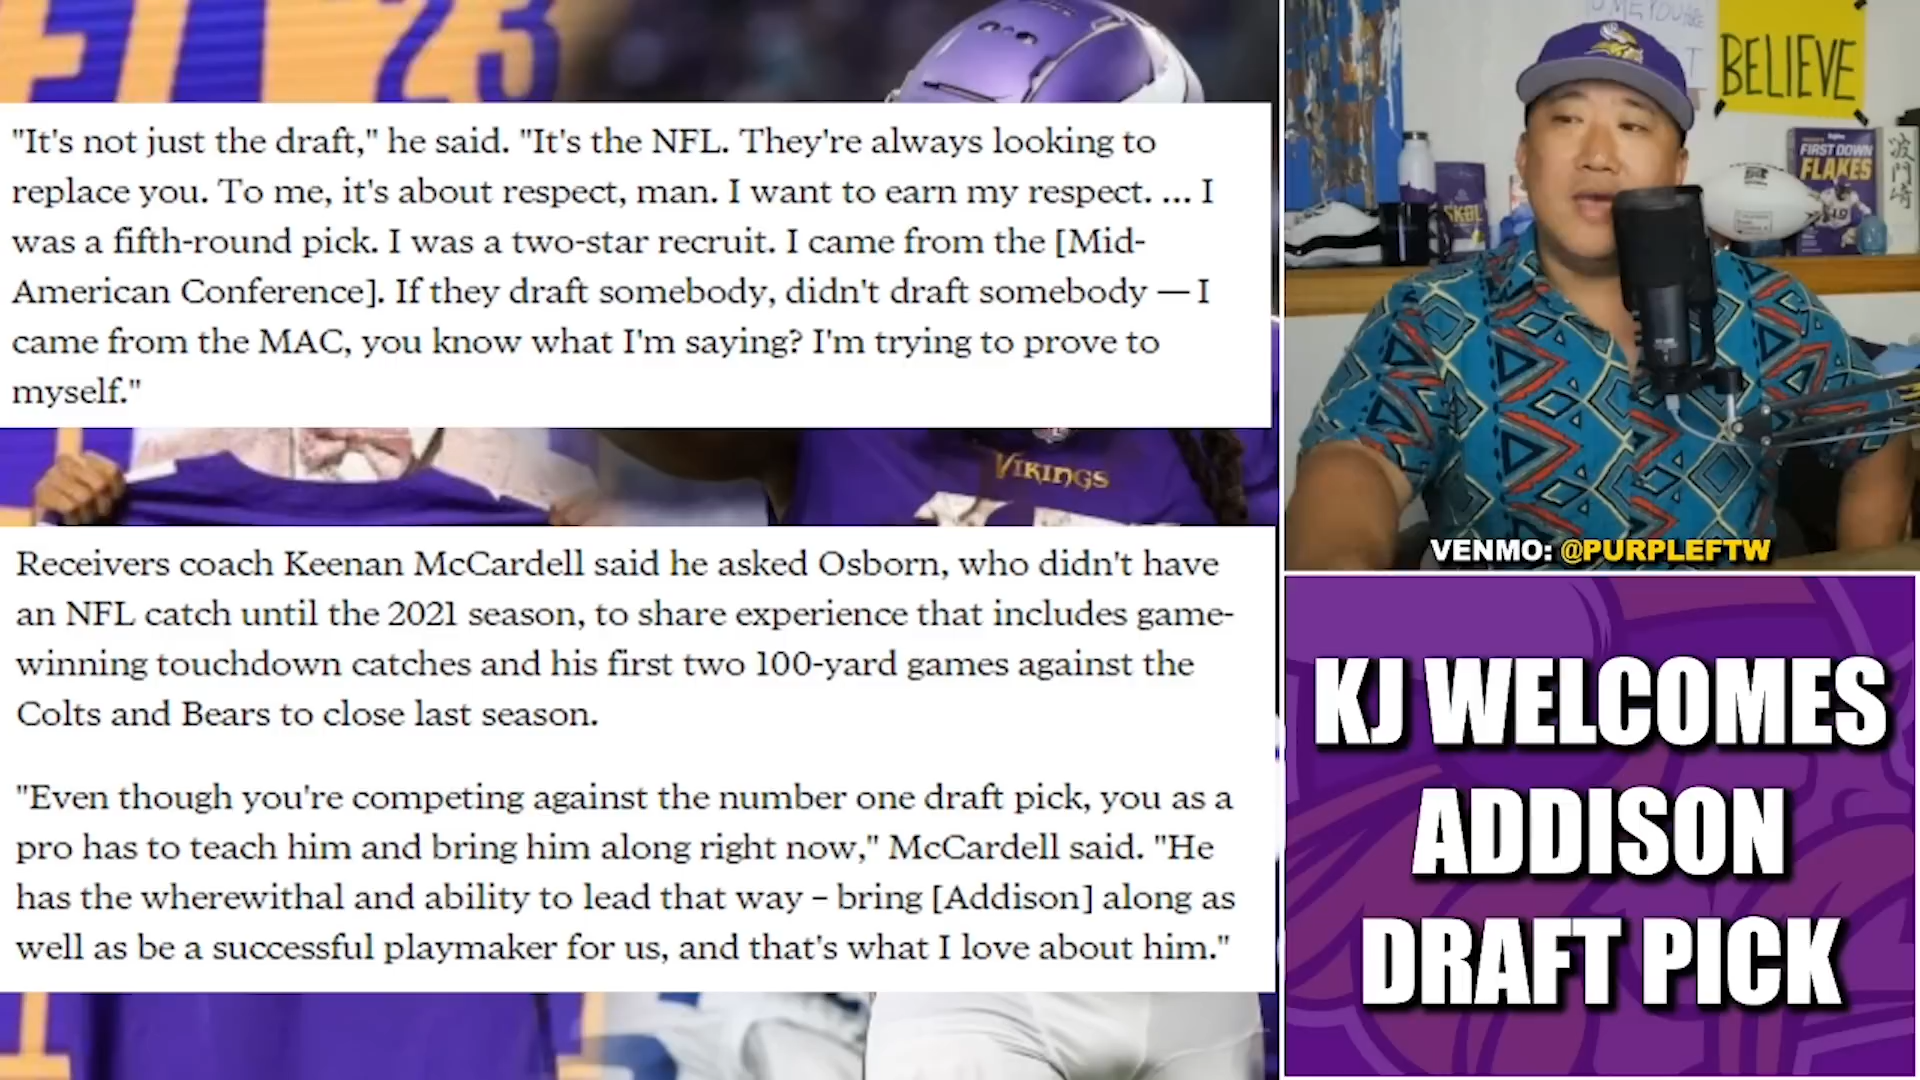 23
"It's not just the draft," he said. "It's the NFL. They're always looking to
replace you. To me, it's about respect, man. I want to earn my respect. ... I
was a fifth-round pick. I was a two-star recruit. I came from the [Mid-
American Conference]. If they draft somebody, didn't draft somebody — I
came from the MAC, you know what I'm saying? I'm trying to prove to
myself."
VIKINGS
Receivers coach Keenan McCardell said he asked Osborn, who didn't have
an NFL catch until the 2021 season, to share experience that includes game-
winning touchdown catches and his first two 100-yard games against the
Colts and Bears to close last season.
"Even though you're competing against the number one draft pick, you as a
pro has to teach him and bring him along right now," McCardell said. "He
has the wherewithal and ability to lead that way – bring [Addison] along as
well as be a successful playmaker for us, and that's what I love about him."
BELIEVE
FIRST DOWN
FLAKES
SKOL
VENMO: @PURPLEFTW
KJ WELCOMES
ADDISON
DRAFT PICK